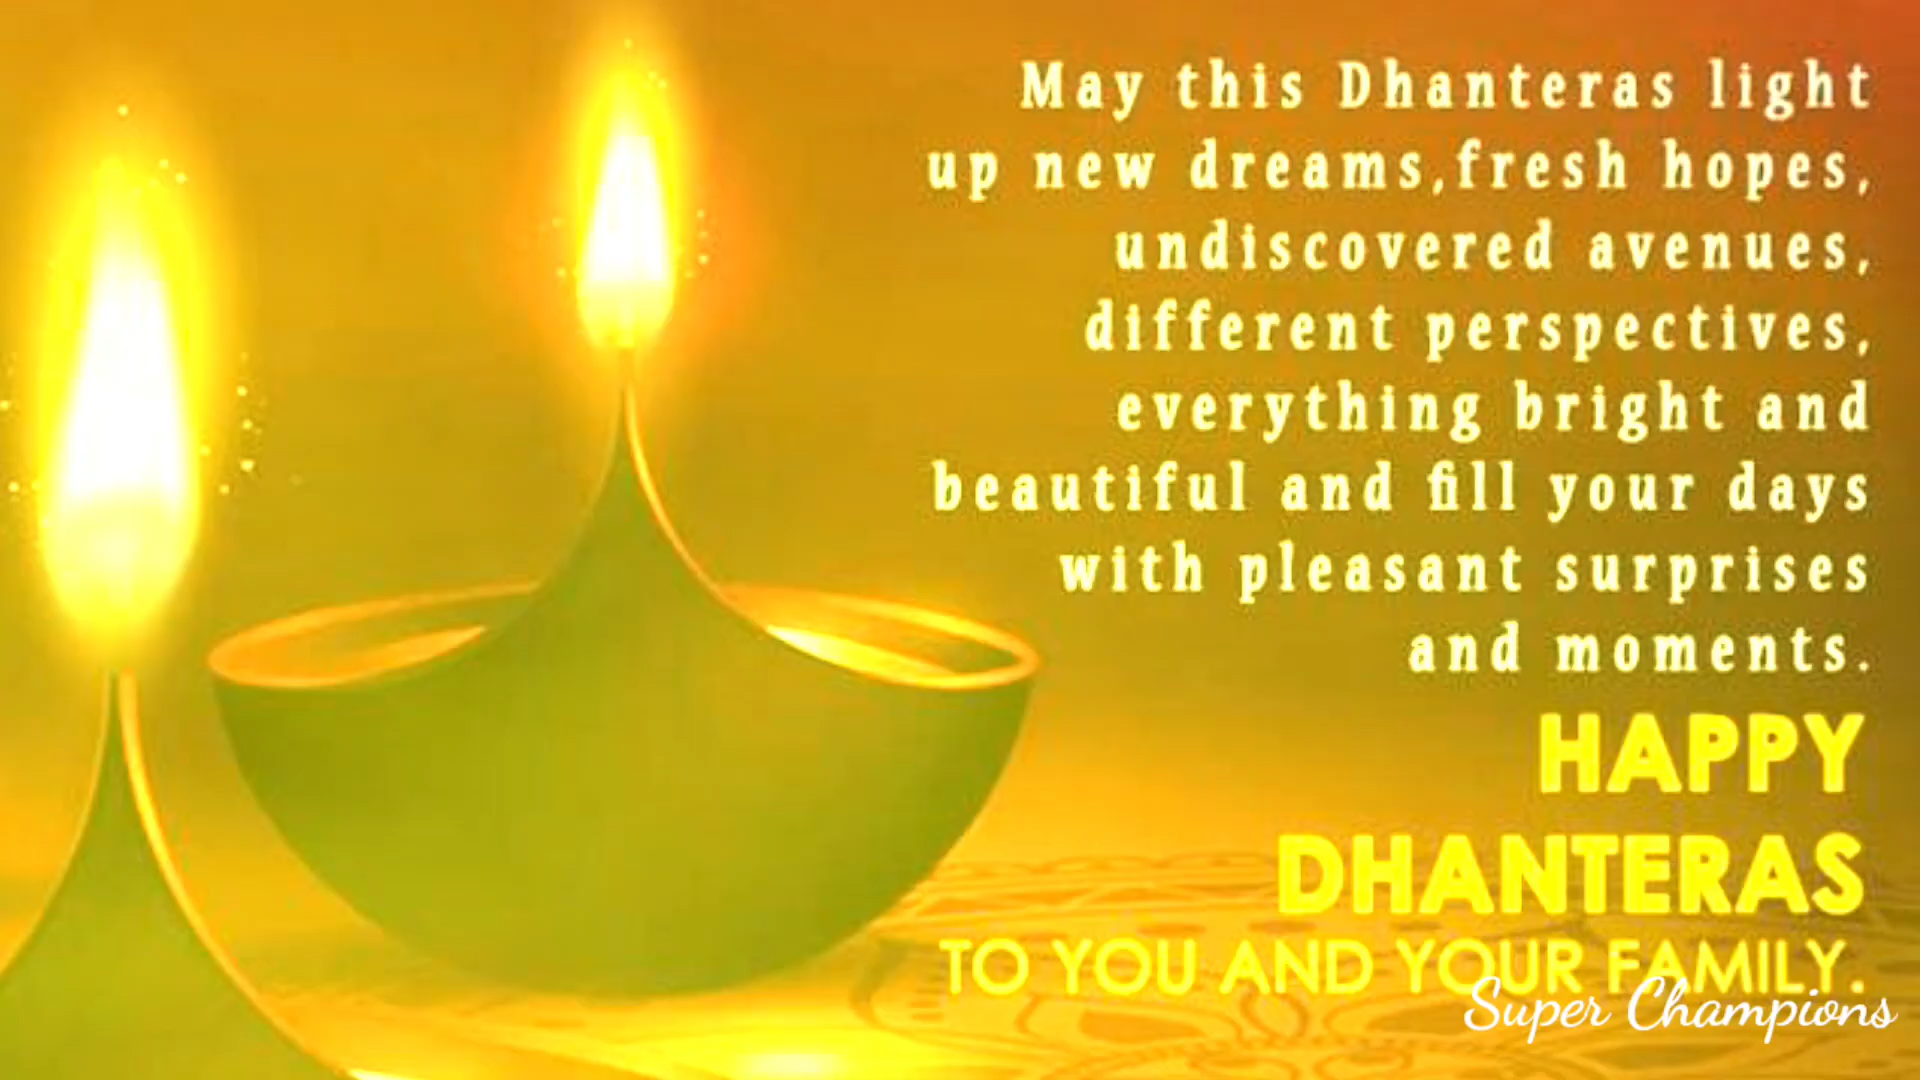 May this Dhanteras light
up new dreams,fresh hopes,
undiscovered avenues,
different perspectives,
everything bright and
beautiful and fill your days
with pleasant surprises
and moments.
HAPPY
DHANTERAS
TO YOU AND YOUR FAMILY.
Super Champions